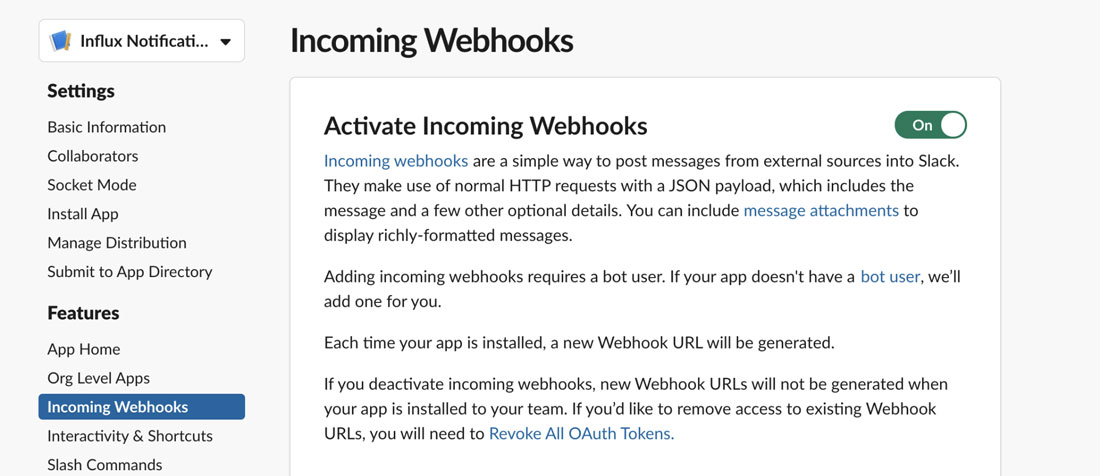 Influx Notificati...
Settings
Basic Information
Collaborators
Socket Mode
Install App
Manage Distribution
Submit to App Directory
Features
App Home
Org Level Apps
Incoming Webhooks
Interactivity & Shortcuts
Slash Commands
Incoming Webhooks
Activate Incoming Webhooks
On
Incoming webhooks are a simple way to post messages from external sources into Slack.
They make use of normal HTTP requests with a JSON payload, which includes the
message and a few other optional details. You can include message attachments to
display richly-formatted messages.
Adding incoming webhooks requires a bot user. If your app doesn't have a bot user, we’ll
add one for you.
Each time your app is installed, a new Webhook URL will be generated.
If you deactivate incoming webhooks, new Webhook URLs will not be generated when
your app is installed to your team. If you’d like to remove access to existing Webhook
URLs, you will need to Revoke All OAuth Tokens.